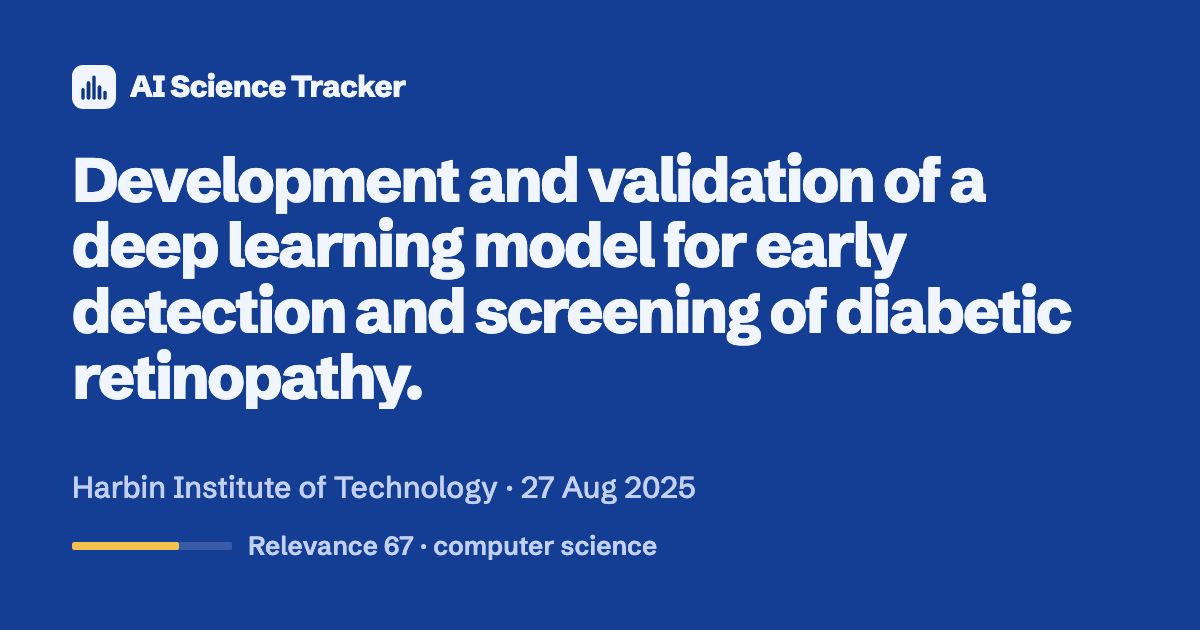 AI Science Tracker
Development and validation of a
deep learning model for early
detection and screening of diabetic
retinopathy.
Harbin Institute of Technology · 27 Aug 2025
Relevance 67 · computer science